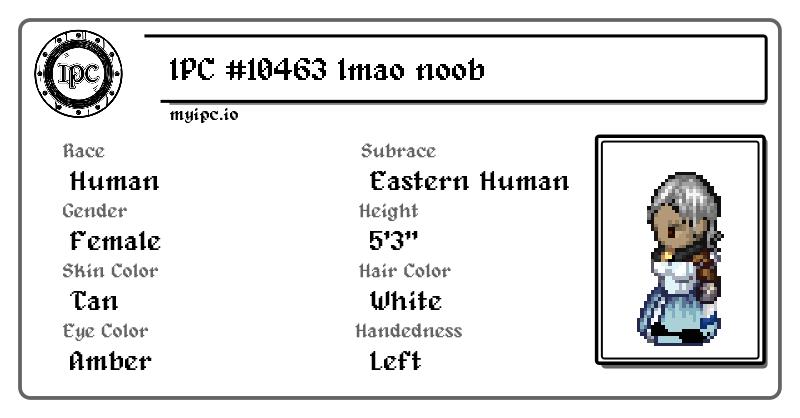 IPC
IPC #10463 lmao noob
myipc.io
Race
Human
Subrace
Eastern Human
Gender
Female
Height
5'3"
Skin Color
Tan
Hair Color
White
Eye Color
Amber
Handedness
Left